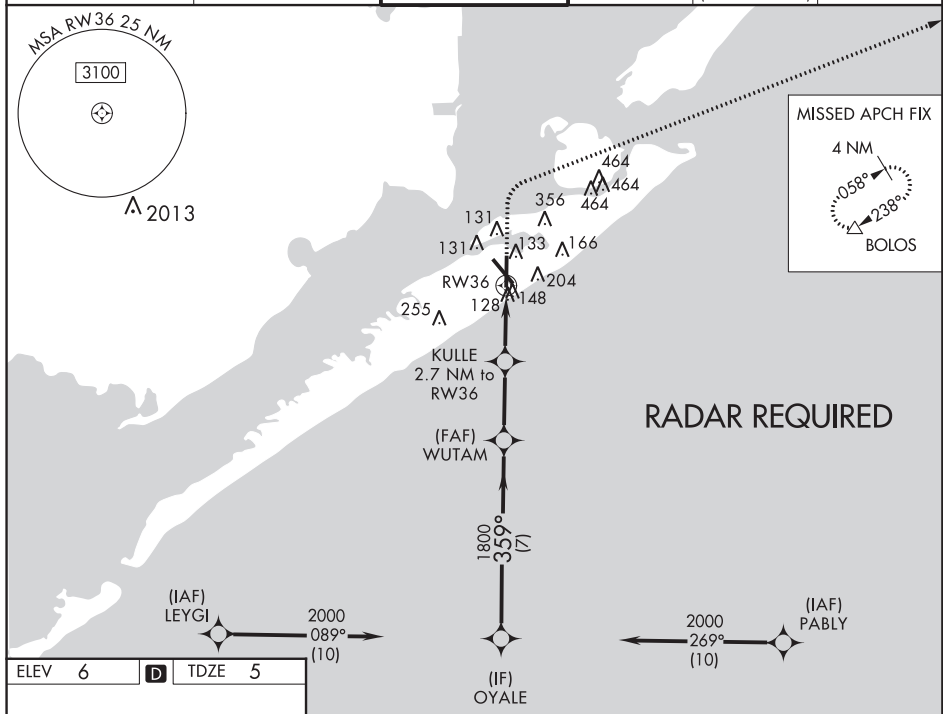 MSA RW36 25 NM
3100
2013
MISSED APCH FIX
4 NM
058°
238°
BOLOS
464
464
464
356
131
131
133
166
RW36
204
128
148
255
KULLE
2.7 NM to
RW36
RADAR REQUIRED
(FAF)
WUTAM
1800
359°
(7)
(IAF)
LEYGI
2000
089°
(10)
2000
269°
(10)
(IAF)
PABLY
(IF)
OYALE
ELEV 6 D TDZE 5